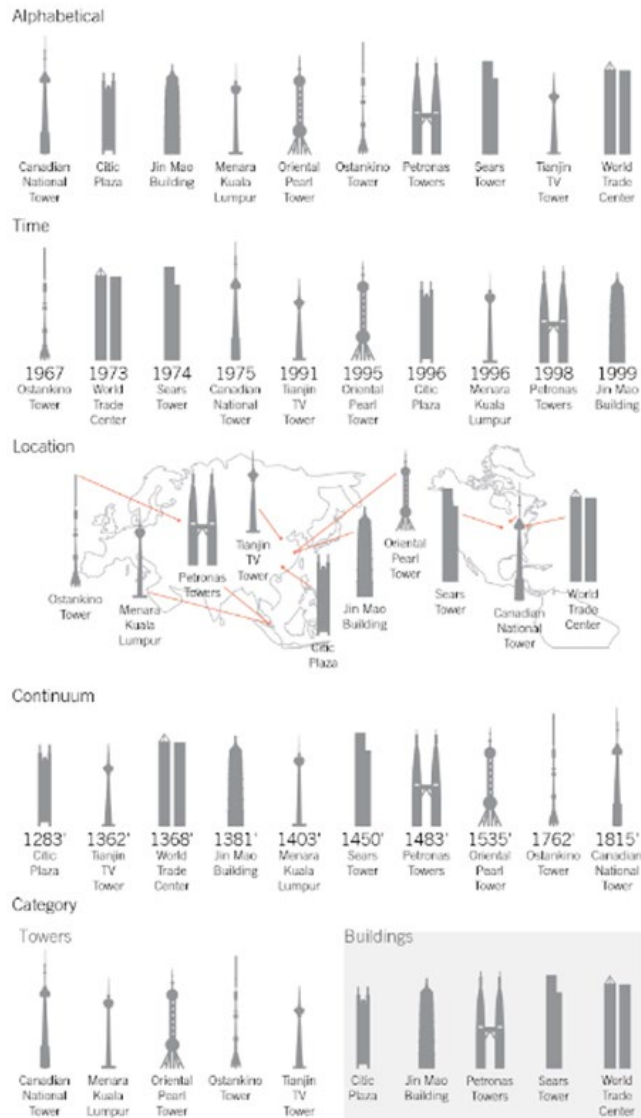 Alphabetical
Canadian National Tower
Citic Plaza
Jin Mao Building
Menara Kuala Lumpur
Oriental Pearl Tower
Ostankino Tower
Petronas Towers
Sears Tower
Tianjin TV Tower
World Trade Center
Time
1967 Ostankino Tower
1973 World Trade Center
1974 Sears Tower
1975 Canadian National Tower
1991 Tianjin TV Tower
1995 Oriental Pearl Tower
1996 Citic Plaza
1996 Menara Kuala Lumpur
1998 Petronas Towers
1999 Jin Mao Building
Location
Ostankino Tower
Menara Kuala Lumpur
Petronas Towers
Tianjin TV Tower
Citic Plaza
Jin Mao Building
Oriental Pearl Tower
Sears Tower
Canadian National Tower
World Trade Center
Continuum
1283' Citic Plaza
1362' Tianjin TV Tower
1368' World Trade Center
1381' Jin Mao Building
1403' Menara Kuala Lumpur
1450' Sears Tower
1483' Petronas Towers
1535' Oriental Pearl Tower
1762' Ostankino Tower
1815' Canadian National Tower
Category
Towers
Canadian National Tower
Menara Kuala Lumpur
Oriental Pearl Tower
Ostankino Tower
Tianjin TV Tower
Buildings
Citic Plaza
Jin Mao Building
Petronas Towers
Sears Tower
World Trade Center